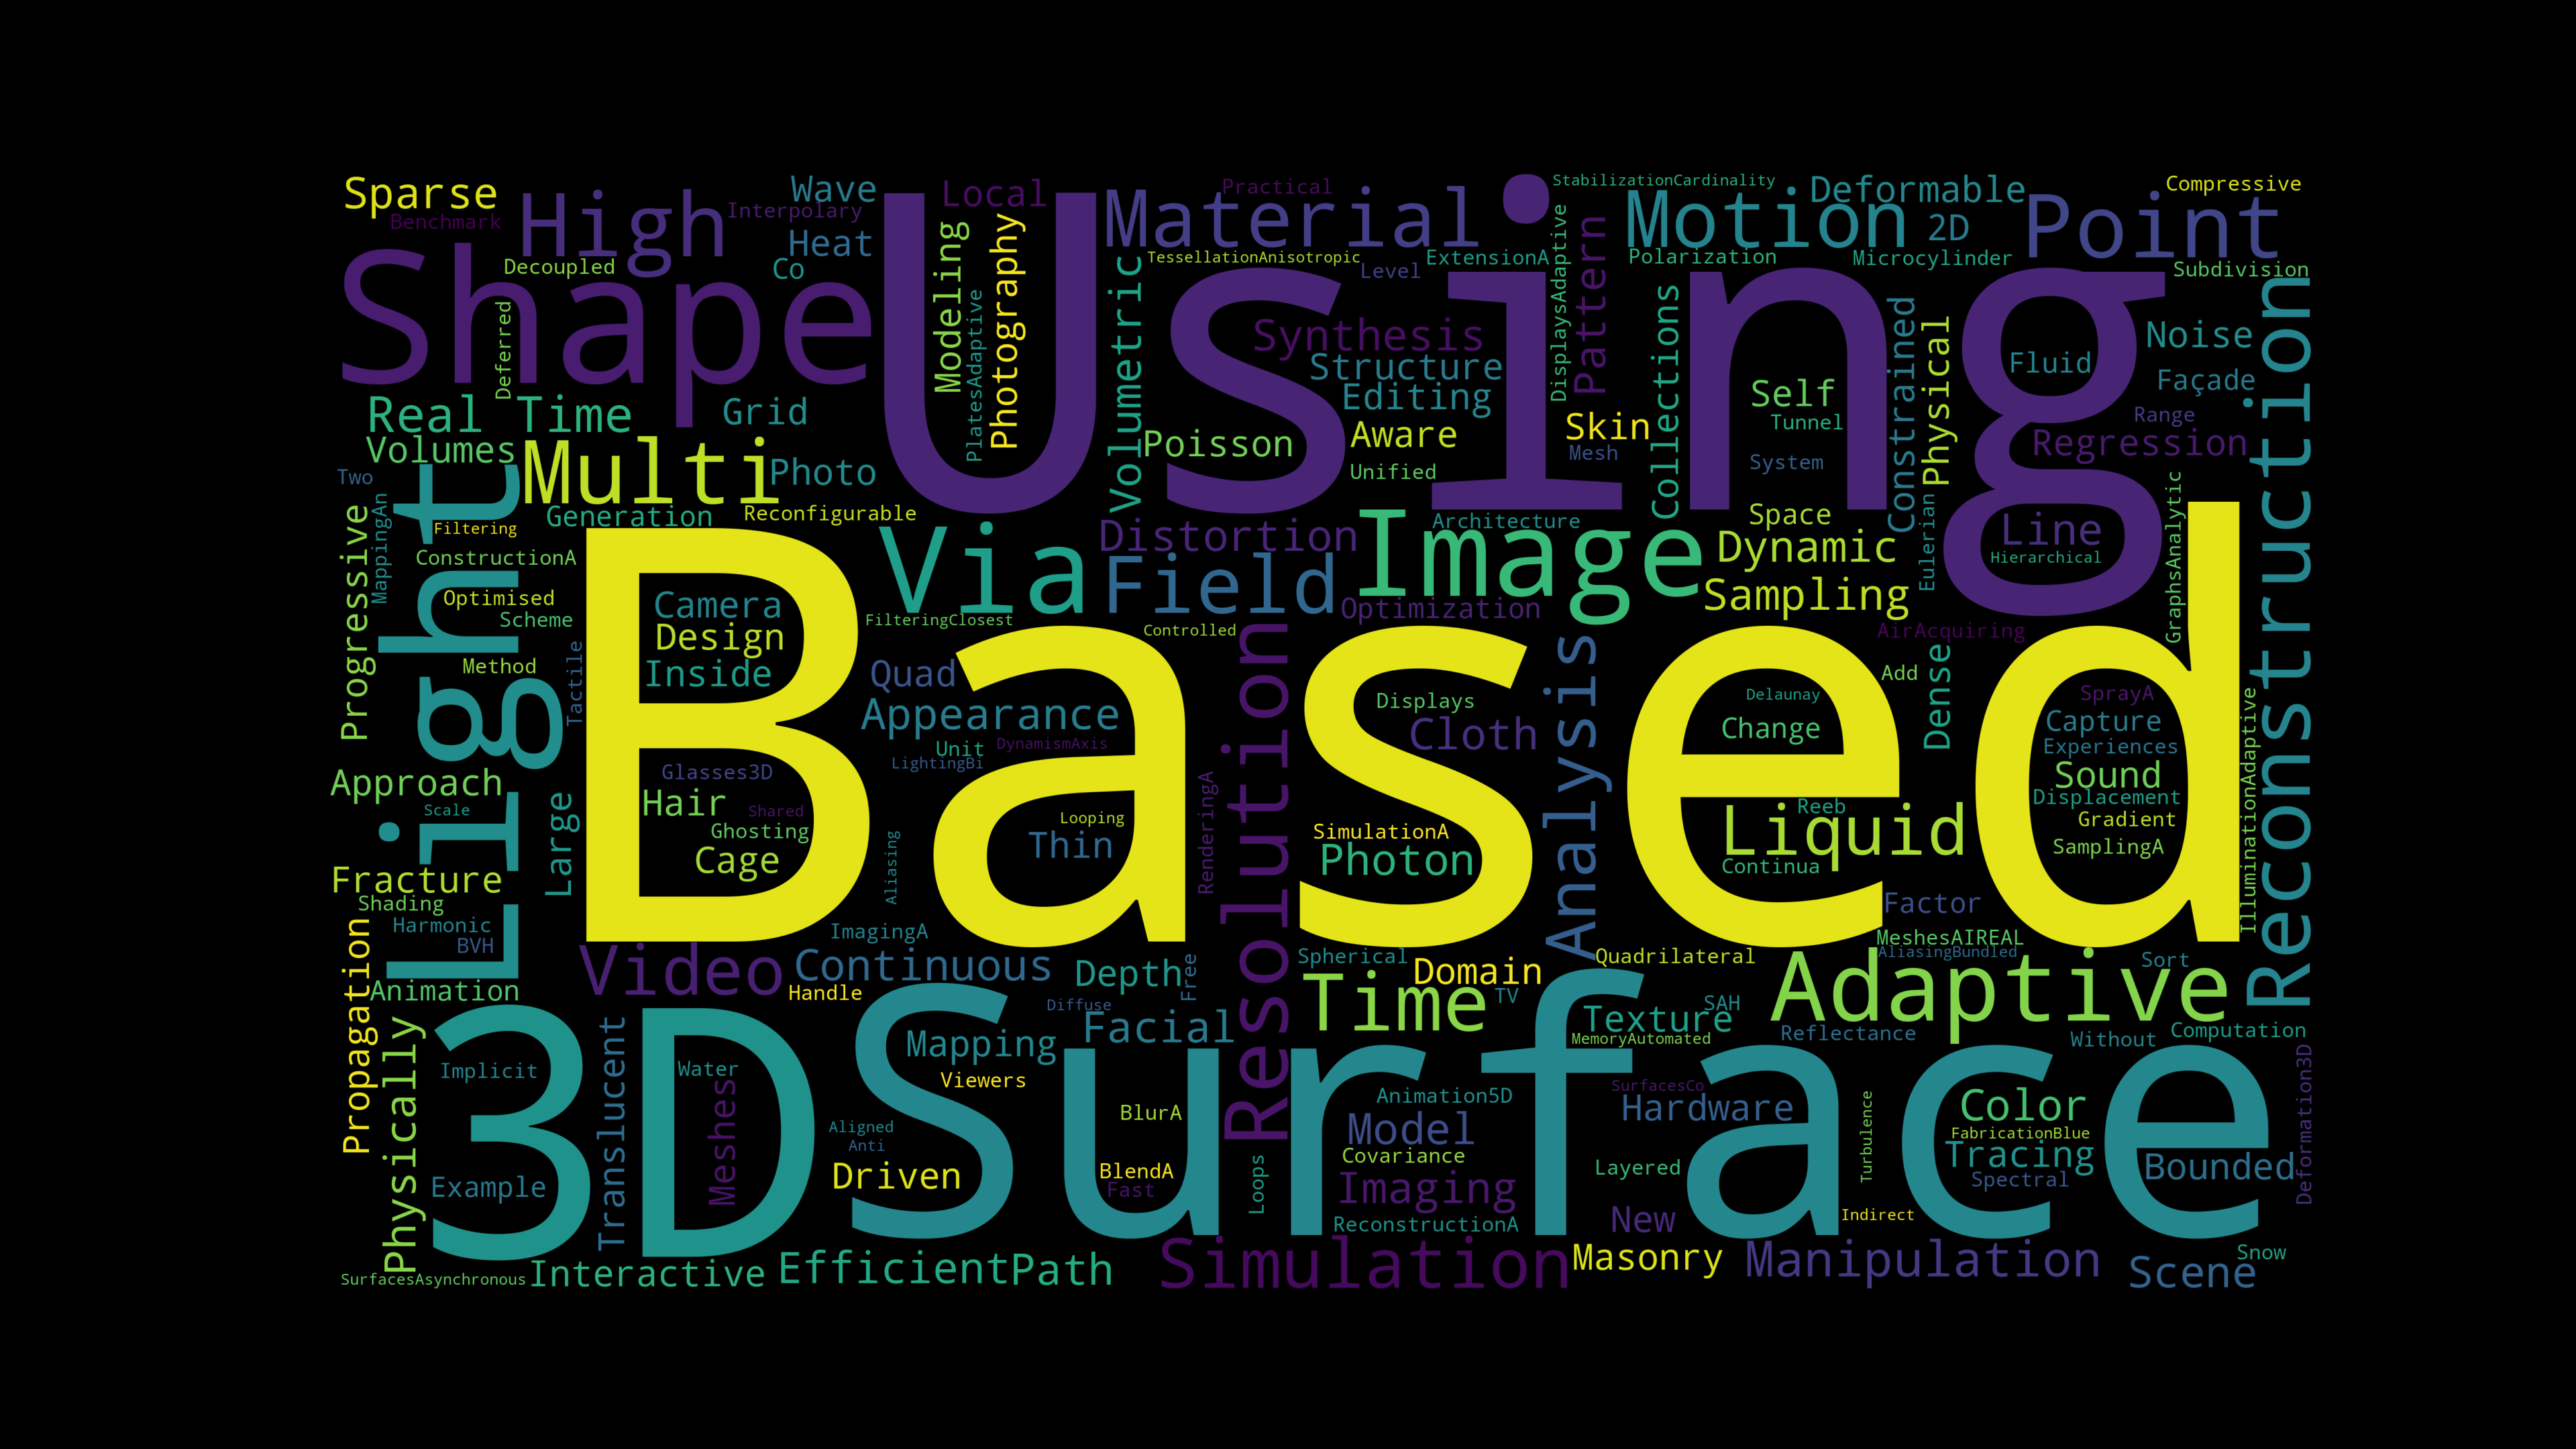 Sparse
Benchmark
High
Interpolary
Wave
Heat
Co
Decoupled
Local
Practical
Material
StabilizationCardinality
Motion
Deformable
2D
Compressive
Point
Shape
Deferred
Using
Modeling
PlatesAdaptive
Photography
Volumetric
TessellationAnisotropic
Level
ExtensionA
DisplaysAdaptive
Pattern
Polarization
Microcylinder
Subdivision
Synthesis
Structure
Editing
Aware
Poisson
Unified
Skin
Mesh
Collections
Self
Tunnel
System
Constrained
Physical
Eulerian
Fluid
Noise
Façade
Range
Regression
Reconstruction
Real Time
Grid
Volumes
Multi
Photo
Two
MappingAn
Light
Filtering
Generation
Reconfigurable
Progressive
ConstructionA
Optimised
Scheme
Method
Tactile
Via
Distortion
Field
Image
Architecture
Optimization
Space
Dynamic
Sampling
Line
Hierarchical
GraphsAnalytic
Based
FilteringClosest
Controlled
AirAcquiring
Camera
Design
Inside
Quad
Appearance
Unit
DynamismAxis
LightingBi
Resolution
Displays
Cloth
Analysis
Delaunay
Change
Add
Dense
SprayA
Capture
Experiences
Sound
Displacement
Gradient
SamplingA
IlluminationAdaptive
Approach
Scale
Large
Glasses3D
Hair
Shared
Ghosting
Cage
Aliasing
Looping
Thin
RenderingA
SimulationA
Photon
Reeb
Liquid
Continua
Fracture
Shading
Harmonic
BVH
Factor
MeshesAIREAL
AliasingBundled
Sort
ImagingA
Video
Continuous
Depth
Free
Handle
Diffuse
Spherical
Domain
Quadrilateral
Time
TV
Texture
SAH
MemoryAutomated
Adaptive
Reflectance
Without
Computation
Animation
Propagation
Physically
3D
Surface
Implicit
Example
Translucent
Water
Meshes
Mapping
Facial
Viewers
BlurA
Aligned
Anti
Driven
BlendA
Fast
Loops
Animation5D
Model
Covariance
Imaging
ReconstructionA
SurfacesCo
Hardware
Layered
New
Turbulence
Indirect
Color
FabricationBlue
Tracing
Spectral
Bounded
Deformation3D
SurfacesAsynchronous
Interactive
Efficient
Path
Simulation
Masonry
Manipulation
Scene
Snow